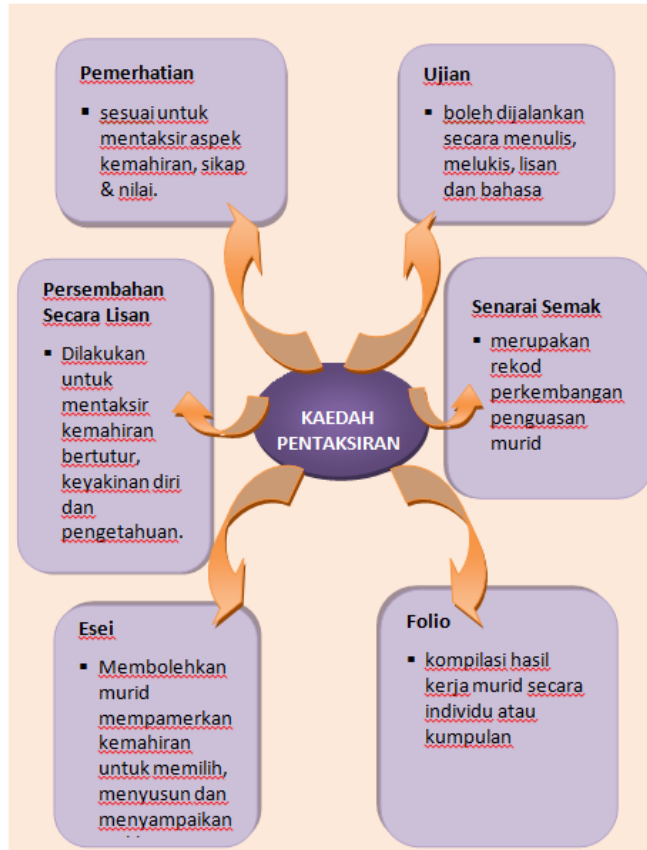 Pemerhatian
▪ sesuai untuk
mentaksir aspek
kemahiran, sikap
& nilai.
Ujian
▪ boleh dijalankan
secara menulis,
melukis, lisan
dan bahasa
Persembahan
Secara Lisan
▪ Dilakukan
untuk
mentaksir
kemahiran
bertutur,
keyakinan diri
dan
pengetahuan.
Senarai Semak
▪ merupakan
rekod
perkembangan
penguasan
murid
KAEDAH
PENTAKSIRAN
Esei
▪ Membolehkan
murid
mempamerkan
kemahiran
untuk memilih,
menyusun dan
menyampaikan
Folio
▪ kompilasi hasil
kerja murid secara
individu atau
kumpulan